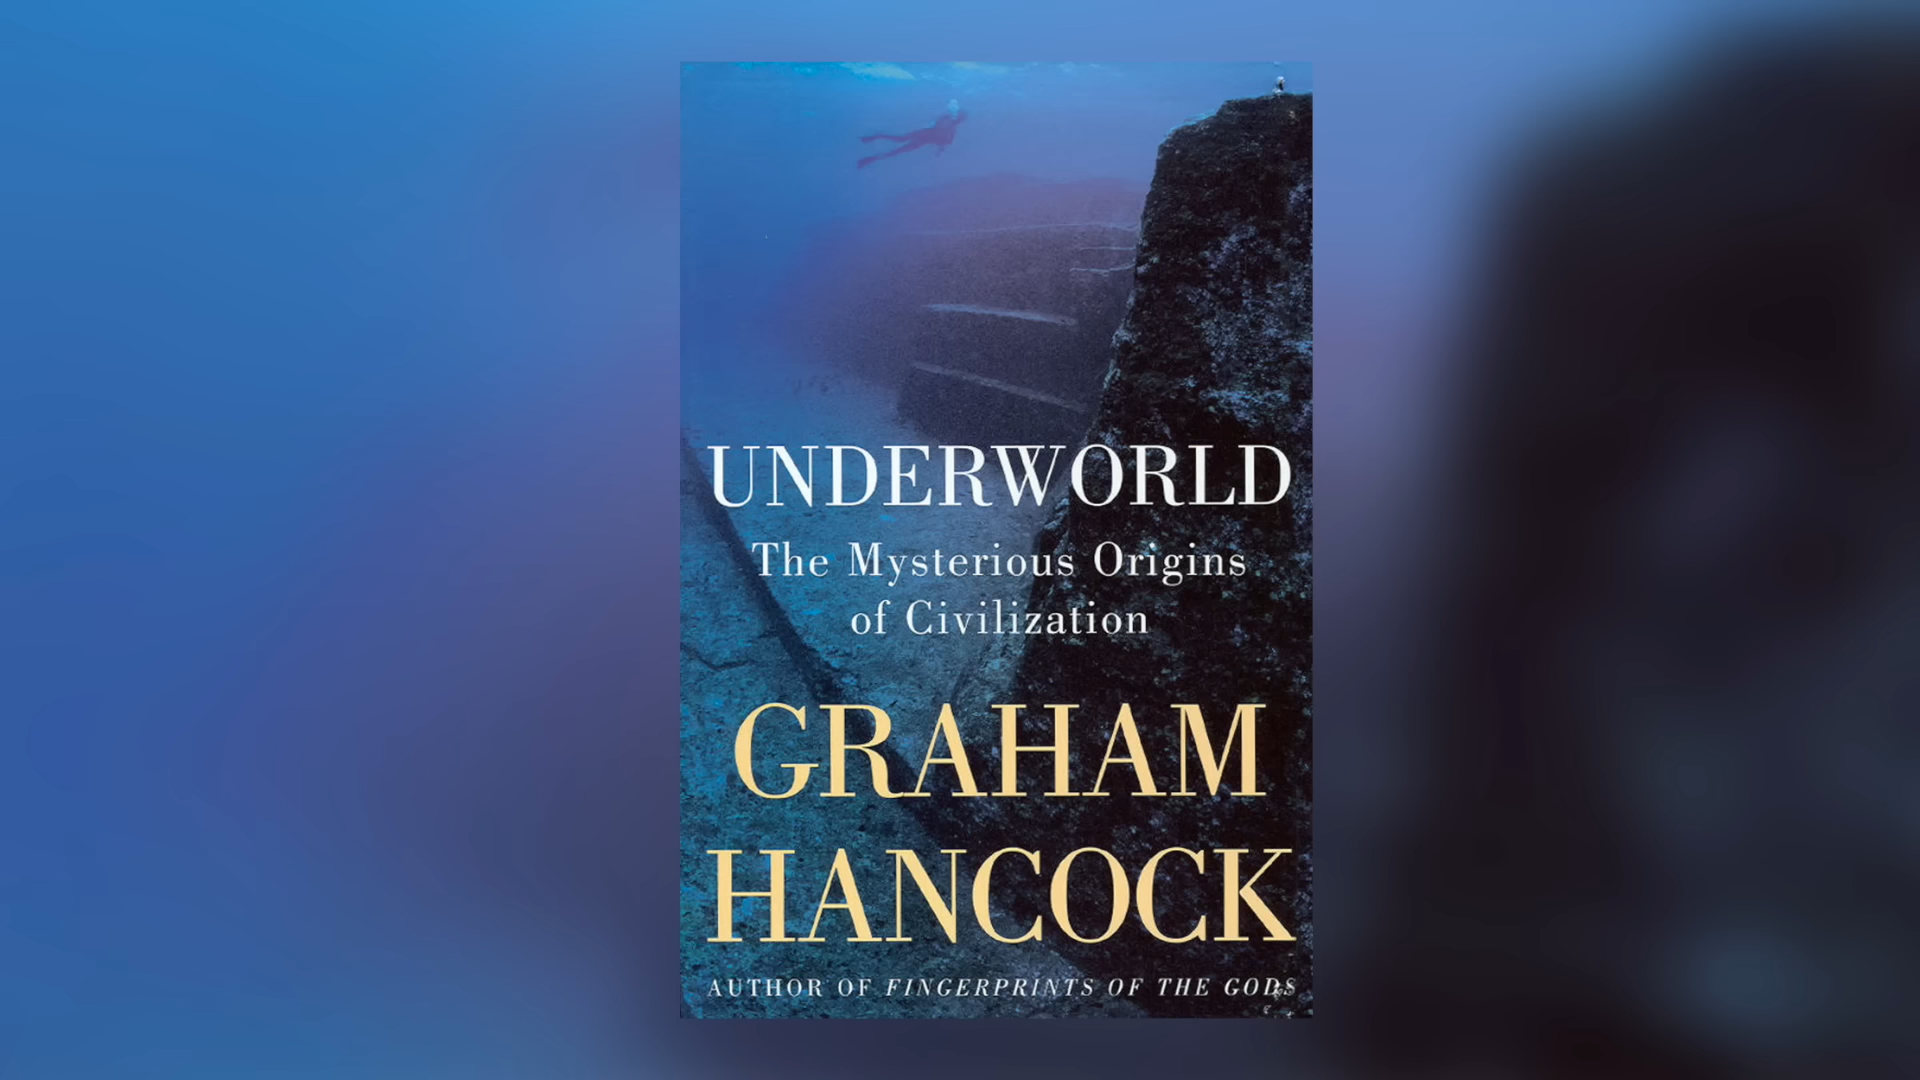 UNDERWORLD
The Mysterious Origins
of Civilization
GRAHAM
HANCOCK
AUTHOR OF FINGERPRINTS OF THE GODS